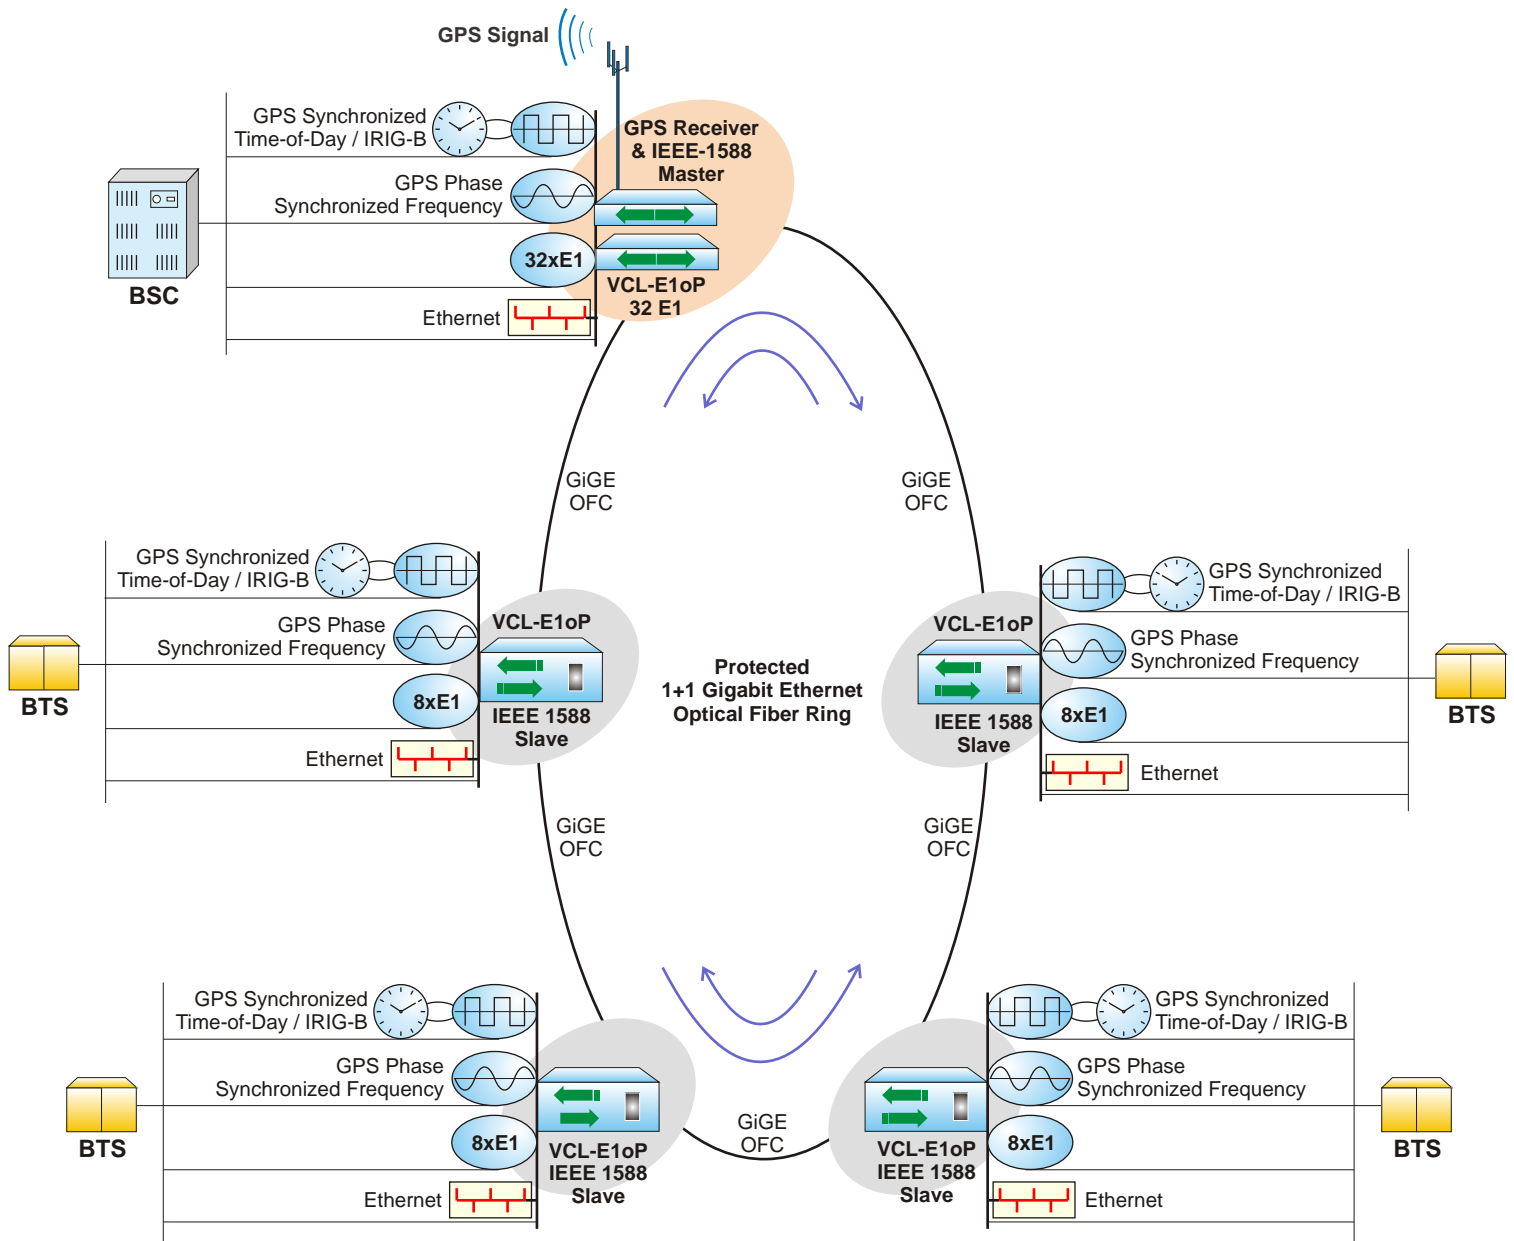 GPS Signal
GPS Synchronized
Time-of-Day / IRIG-B
GPS Receiver
& IEEE-1588
Master
GPS Phase
Synchronized Frequency
32xE1
BSC
VCL-E1oP
32 E1
Ethernet
GiGE
OFC
GiGE
OFC
GPS Synchronized
Time-of-Day / IRIG-B
GPS Phase
Synchronized Frequency
VCL-E1oP
8xE1
BTS
IEEE 1588
Slave
Ethernet
Protected
1+1 Gigabit Ethernet
Optical Fiber Ring
GPS Synchronized
Time-of-Day / IRIG-B
VCL-E1oP
GPS Phase
Synchronized Frequency
8xE1
BTS
IEEE 1588
Slave
Ethernet
GiGE
OFC
GiGE
OFC
GPS Synchronized
Time-of-Day / IRIG-B
GPS Phase
Synchronized Frequency
8xE1
BTS
VCL-E1oP
IEEE 1588
Slave
Ethernet
GiGE
OFC
GPS Synchronized
Time-of-Day / IRIG-B
GPS Phase
Synchronized Frequency
8xE1
BTS
VCL-E1oP
IEEE 1588
Slave
Ethernet